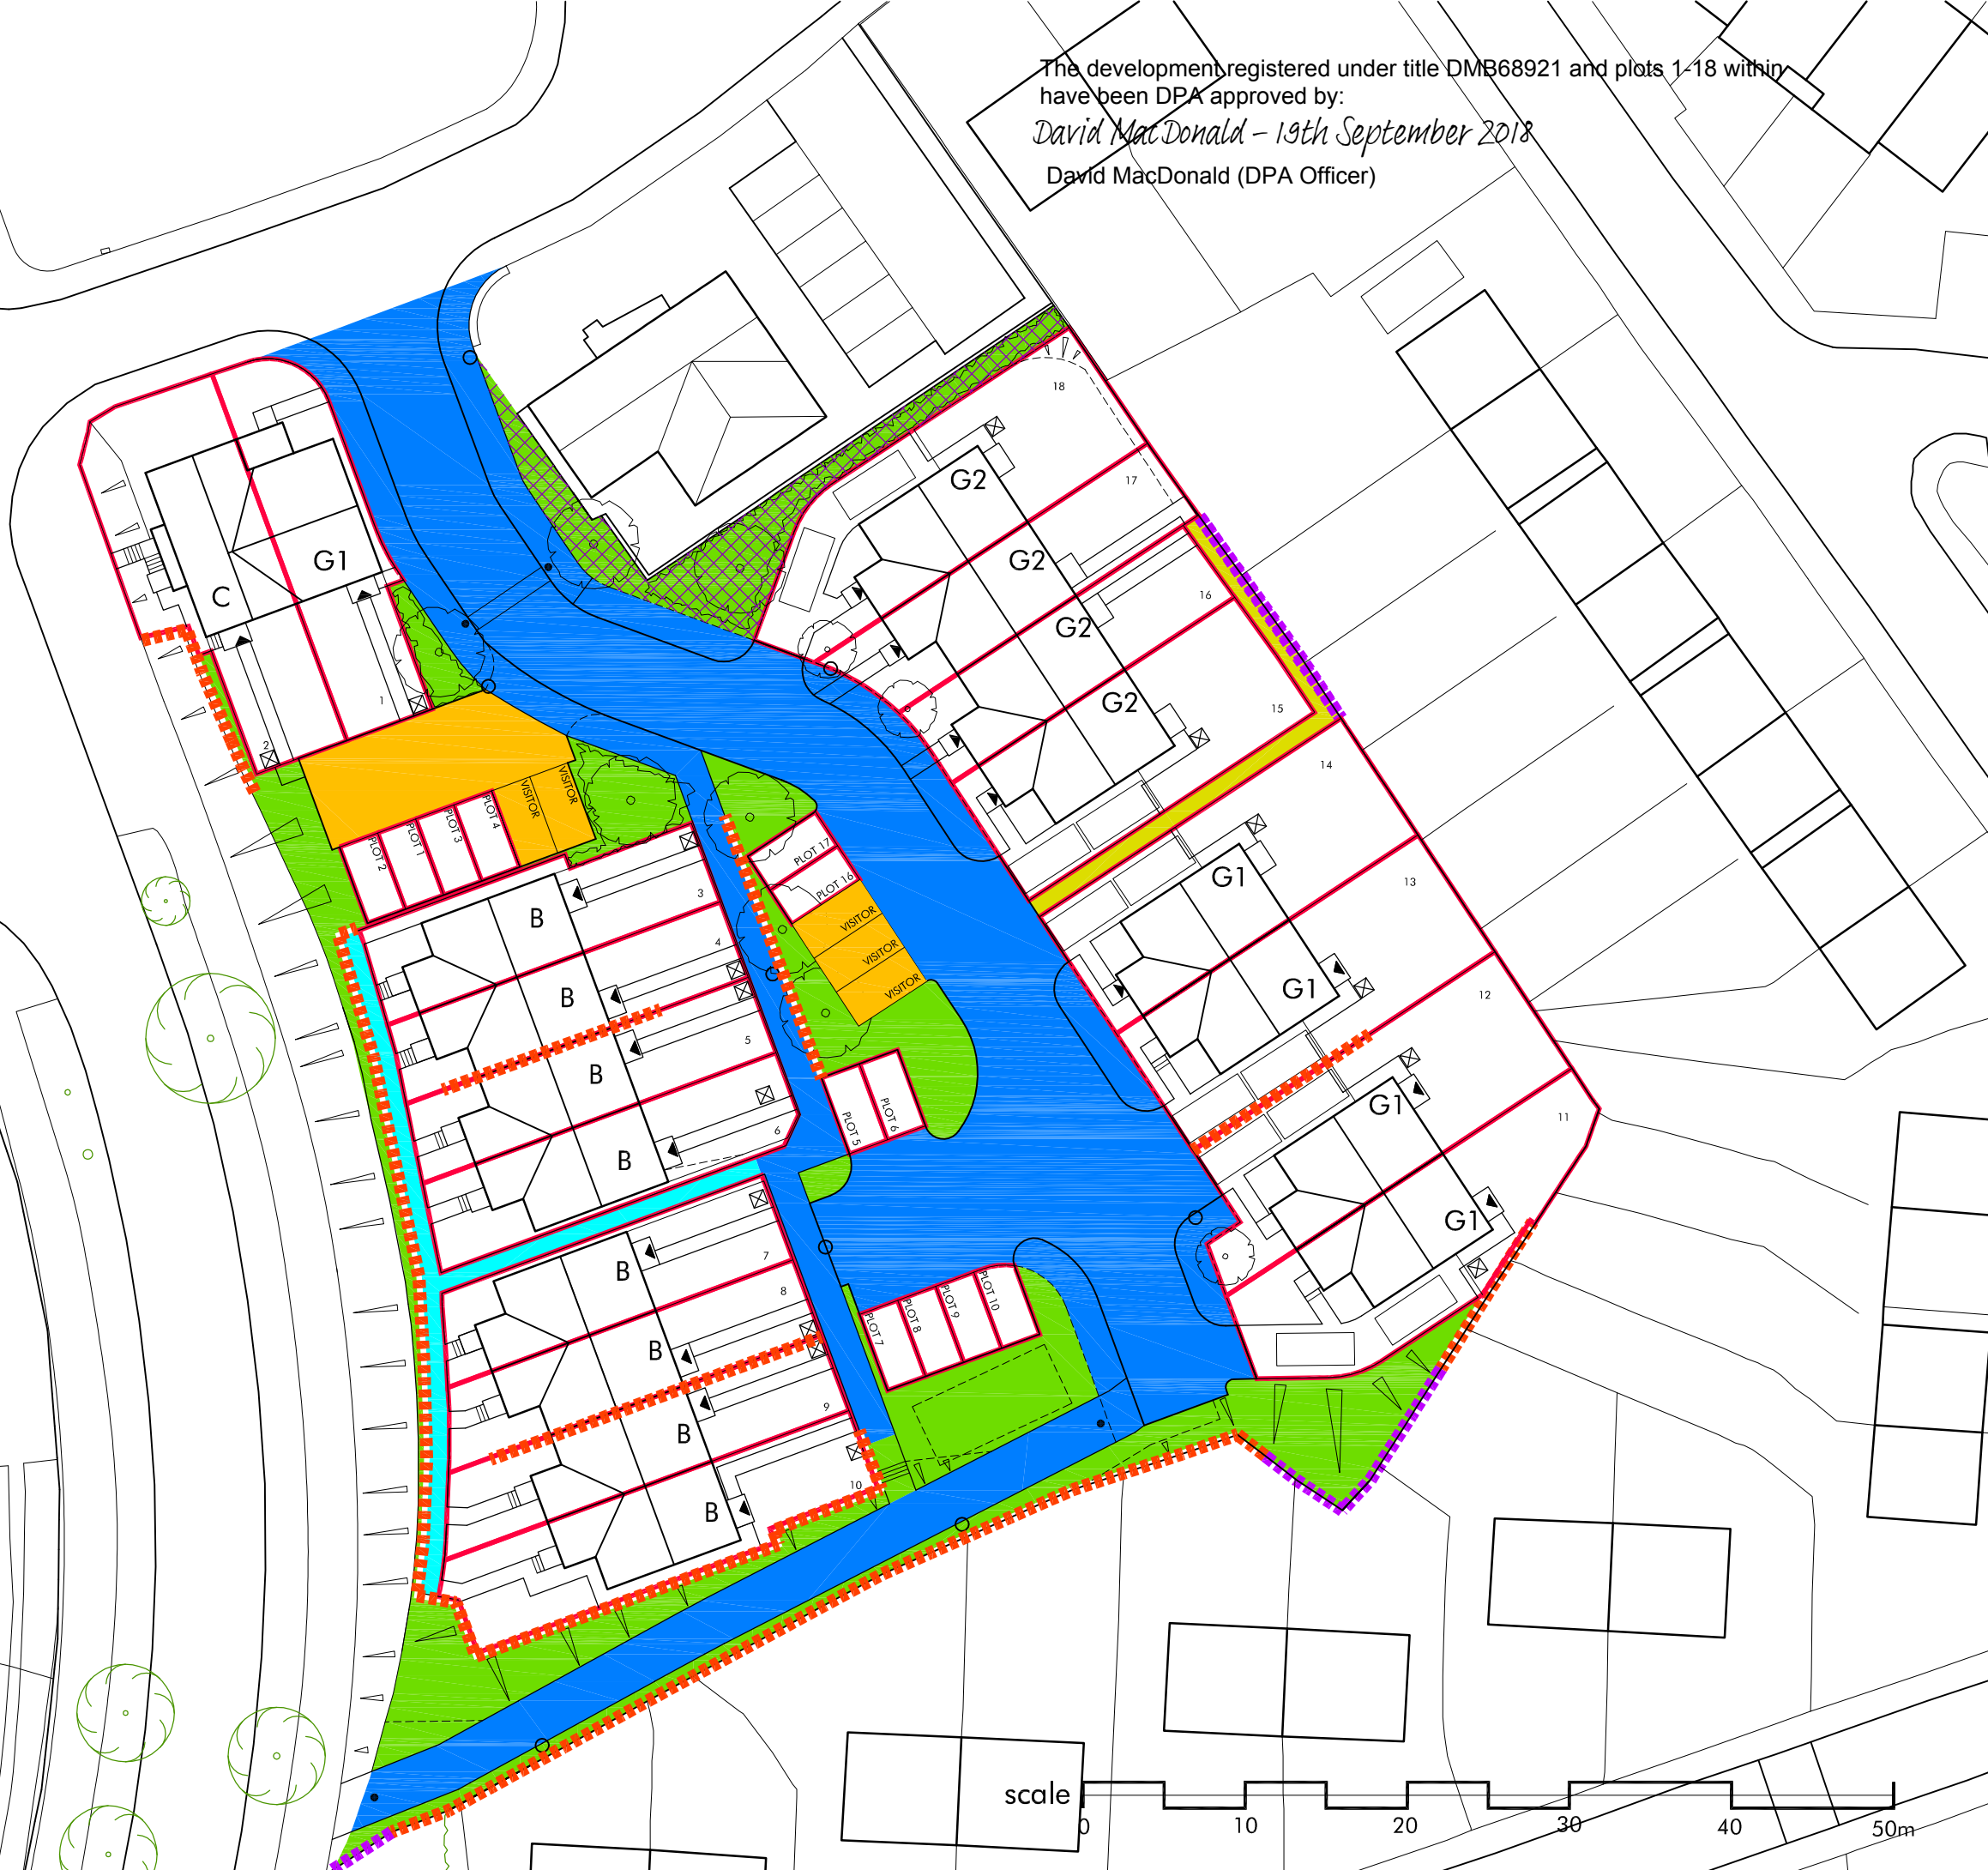 The development registered under title DMB68921 and plots 1-18 within
have been DPA approved by:
David MacDonald – 19th September 2018
David MacDonald (DPA Officer)
18
G2
17
G2
G1
C
16
G2
G2
1
15
2
14
VISITOR
VISITOR
PLOT 4
PLOT 3
PLOT 1
PLOT 2
PLOT 17
PLOT 16
G1
13
3
B
VISITOR
4
VISITOR
VISITOR
B
G1
12
5
B
G1
11
PLOT 5
PLOT 6
6
B
G1
7
B
8
PLOT 10
PLOT 9
PLOT 8
PLOT 7
B
9
B
10
B
scale
0
10
20
30
40
50m